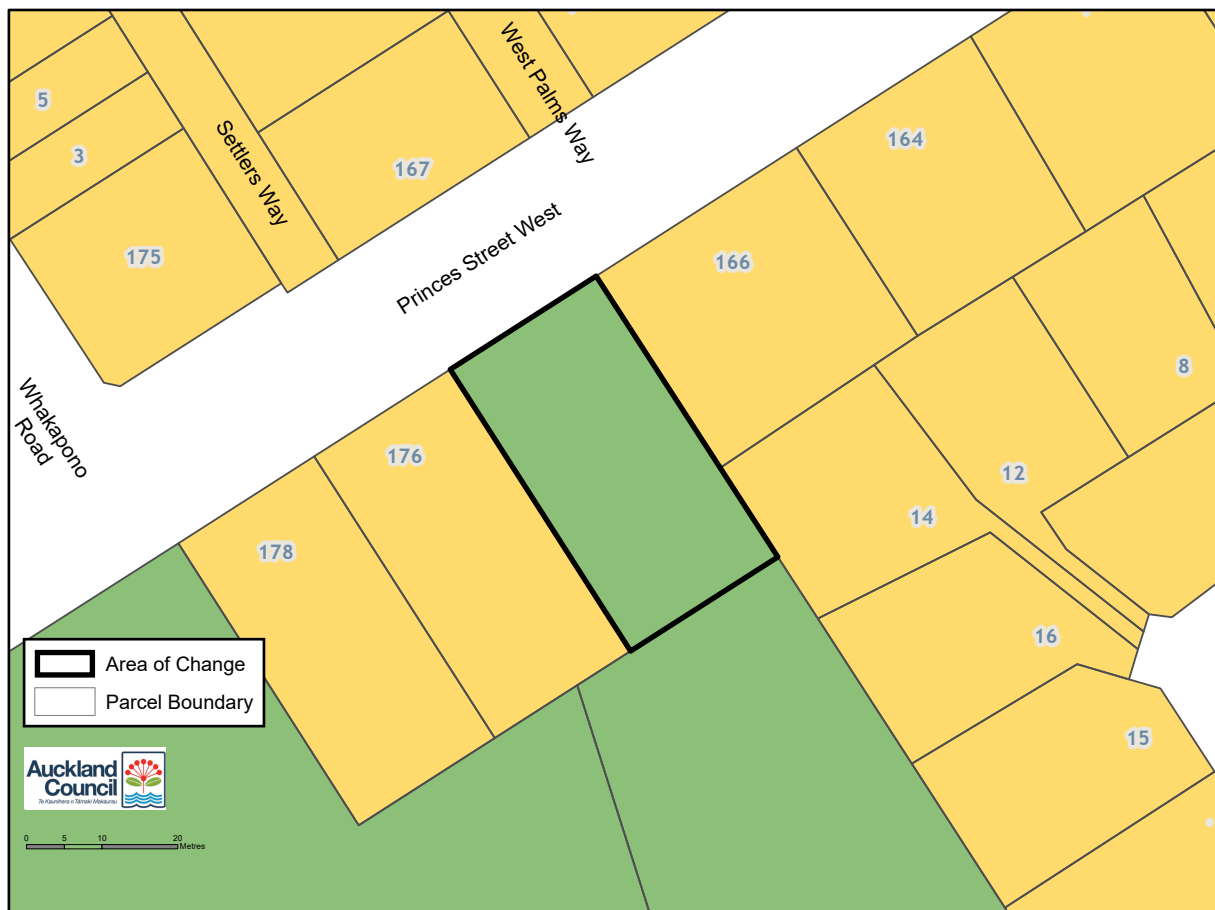 West Palms Way
5
Settlers Way
3
167
164
175
Princes Street West
166
8
Whakapono
Road
176
12
14
178
16
15
Area of Change
Parcel Boundary
Auckland
Council
Te Kaunihera o Tāmaki Makaurau
0 5 10 20
Metres